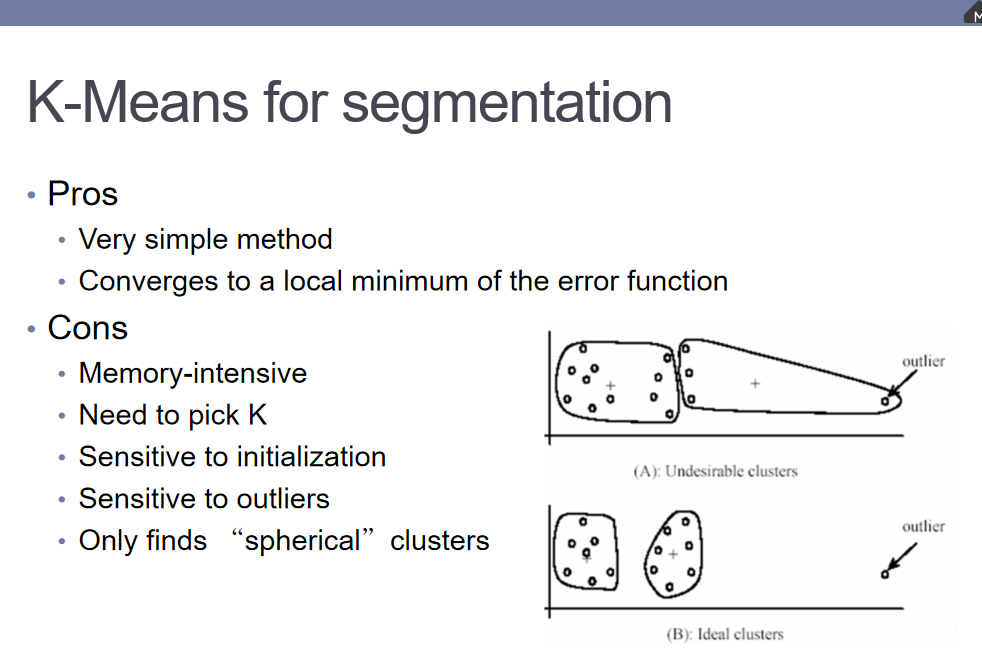 K-Means for segmentation
• Pros
• Very simple method
• Converges to a local minimum of the error function
• Cons
• Memory-intensive
• Need to pick K
• Sensitive to initialization
• Sensitive to outliers
• Only finds “spherical” clusters
outlier
(A): Undesirable clusters
outlier
(B): Ideal clusters